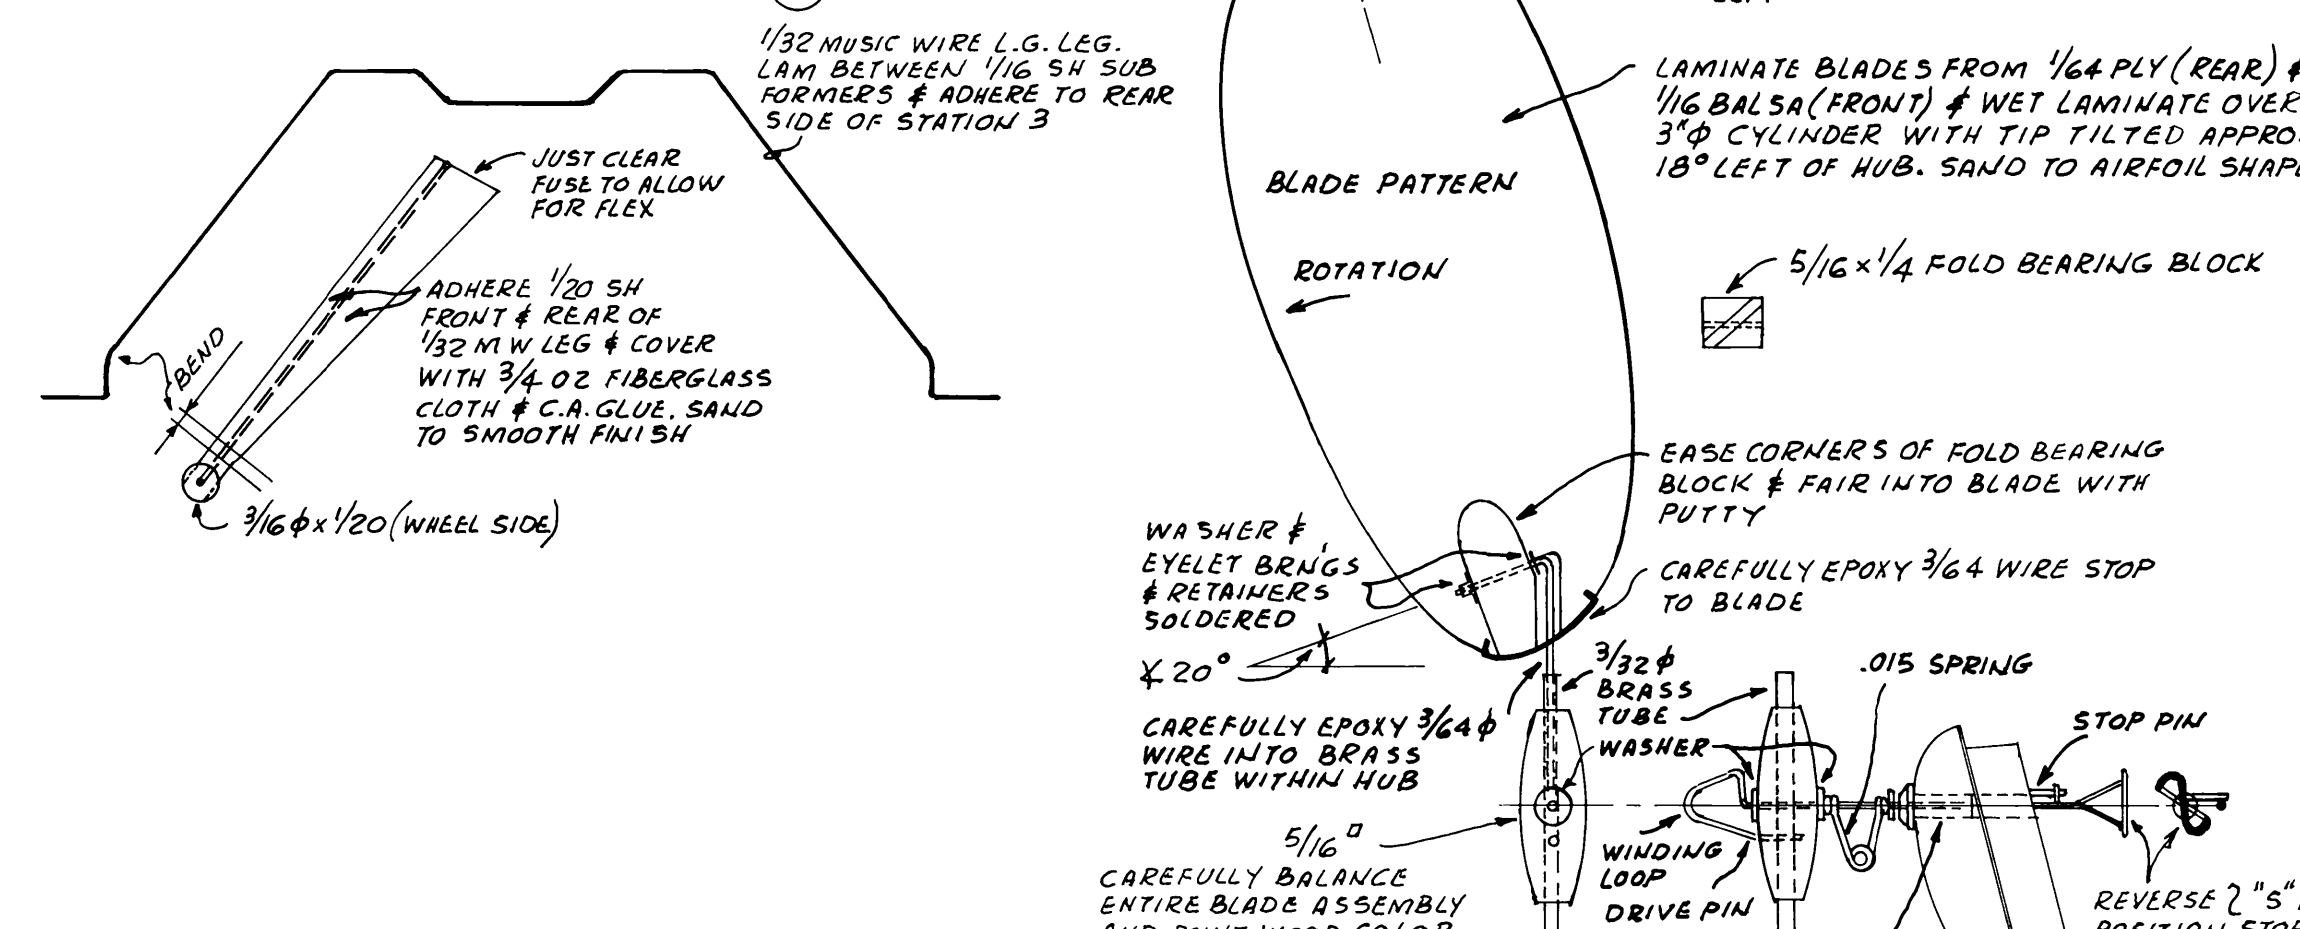 1/32 MUSIC WIRE L.G. LEG.
LAM BETWEEN 1/16 SH SUB
FORMERS & ADHERE TO REAR
SIDE OF STATION 3
JUST CLEAR
FUSE TO ALLOW
FOR FLEX
ADHERE 1/20 SH
FRONT & REAR OF
1/32 M W LEG & COVER
WITH 3/4 OZ FIBERGLASS
CLOTH & C.A. GLUE. SAND
TO SMOOTH FINISH
BEND
3/16 φ x 1/20 (WHEEL SIDE)
LAMINATE BLADES FROM 1/64 PLY (REAR) &
1/16 BALSA (FRONT) & WET LAMINATE OVER
3"φ CYLINDER WITH TIP TILTED
18° LEFT OF HUB. SAND TO AIRFOIL
BLADE PATTERN
ROTATION
5/16 x 1/4 FOLD BEARING BLOCK
EASE CORNERS OF FOLD BEARING
BLOCK & FAIR INTO BLADE WITH
PUTTY
WASHER &
EYELET BRN'GS
& RETAINERS
SOLDERED
∡ 20°
CAREFULLY EPOXY 3/64 WIRE STOP
TO BLADE
3/32 φ
BRASS
TUBE
WASHER
.015 SPRING
STOP PIN
CAREFULLY EPOXY 3/64 φ
WIRE INTO BRASS
TUBE WITHIN HUB
5/16 □
CAREFULLY BALANCE
ENTIRE BLADE ASSEMBLY
WINDING
LOOP
DRIVE PIN
REVERSE "S"